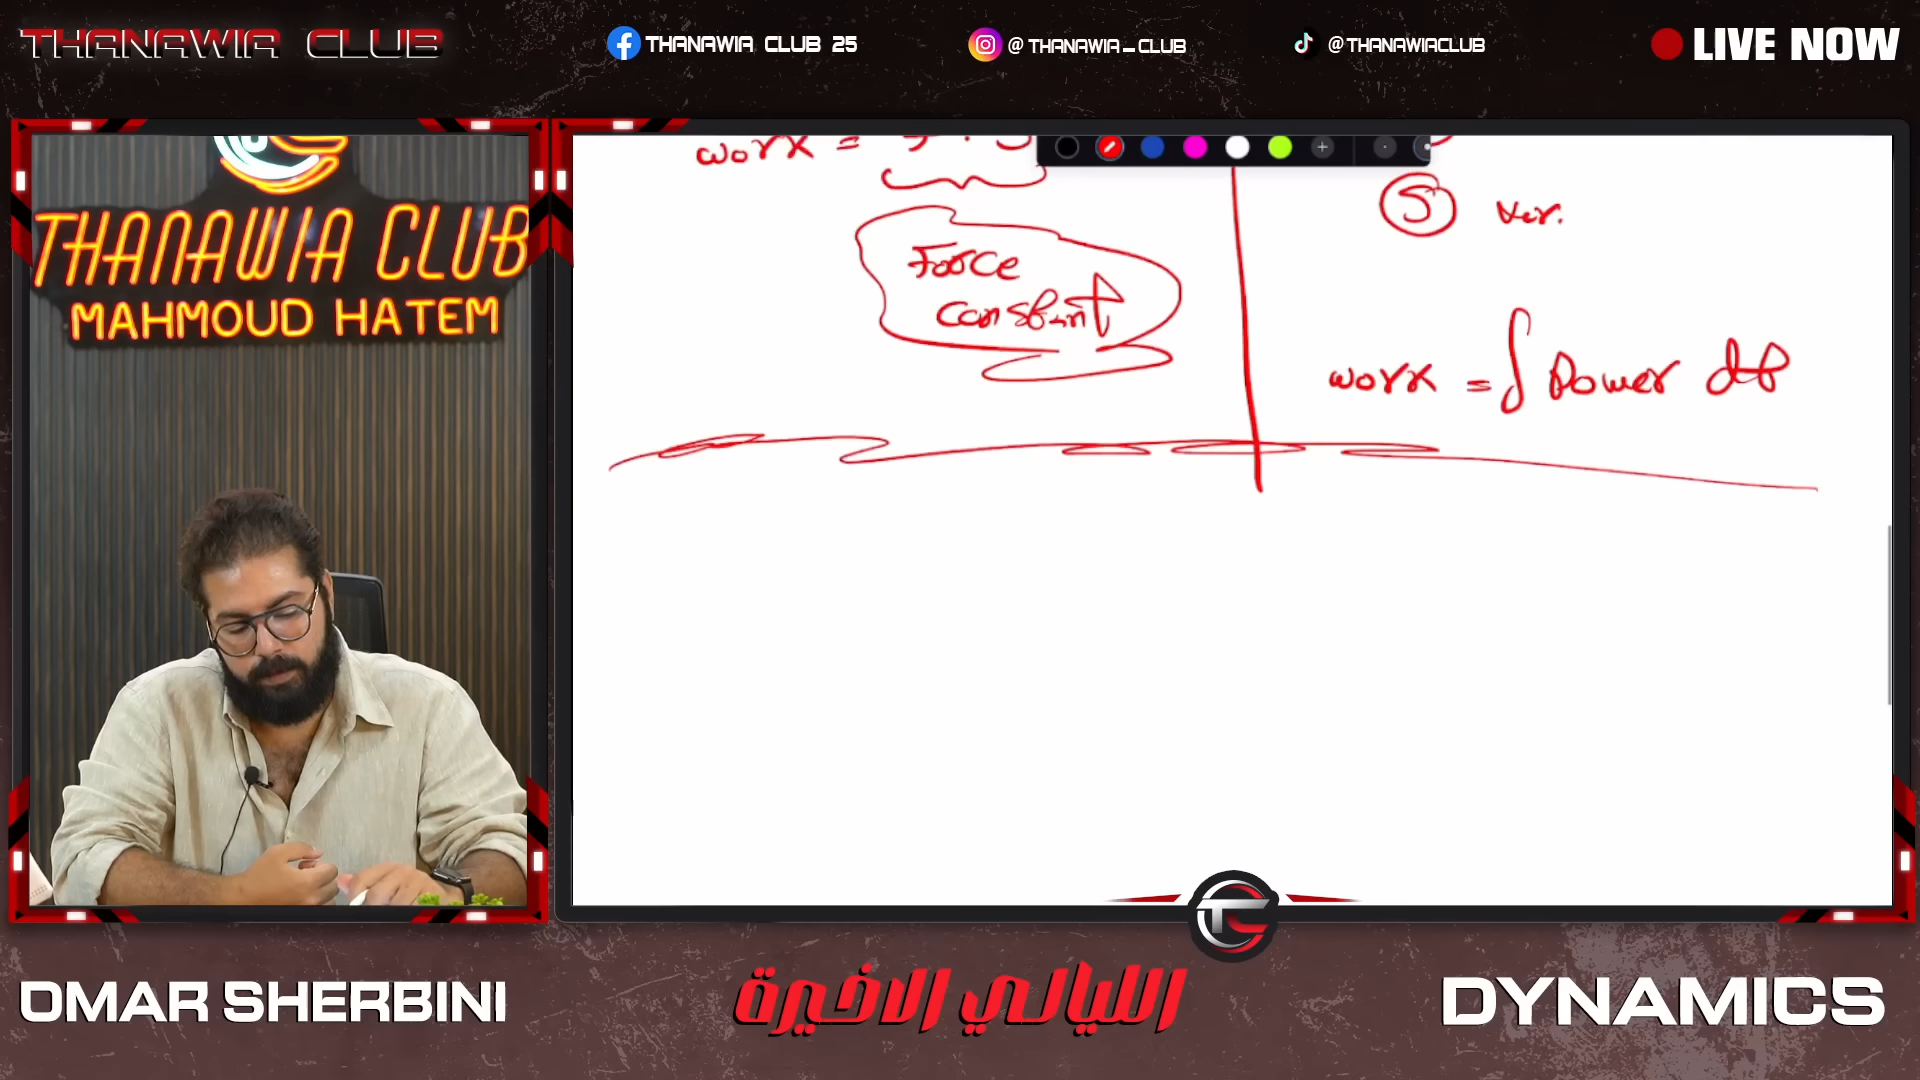 THANAWIA CLUB
THANAWIA CLUB 25
@THANAWIA_CLUB
@THANAWIACLUB
LIVE NOW
THANAWIA CLUB
MAHMOUD HATEM
work =
Force
constant
S var.
work = ∫ Power dt
OMAR SHERBINI
الليالي الاخيرة
DYNAMICS